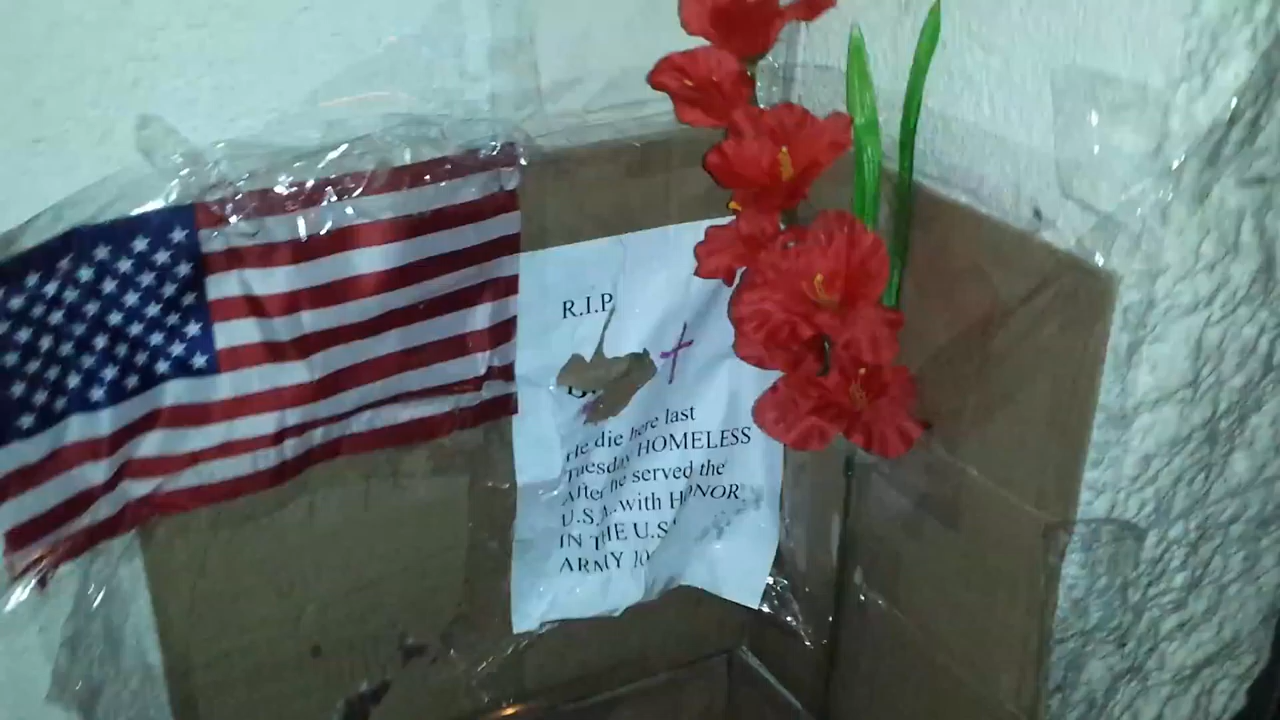 R.I.P
He die here last
Tuesday HOMELESS
After he served the
U.S.A. with HONOR
IN THE U.S
ARMY